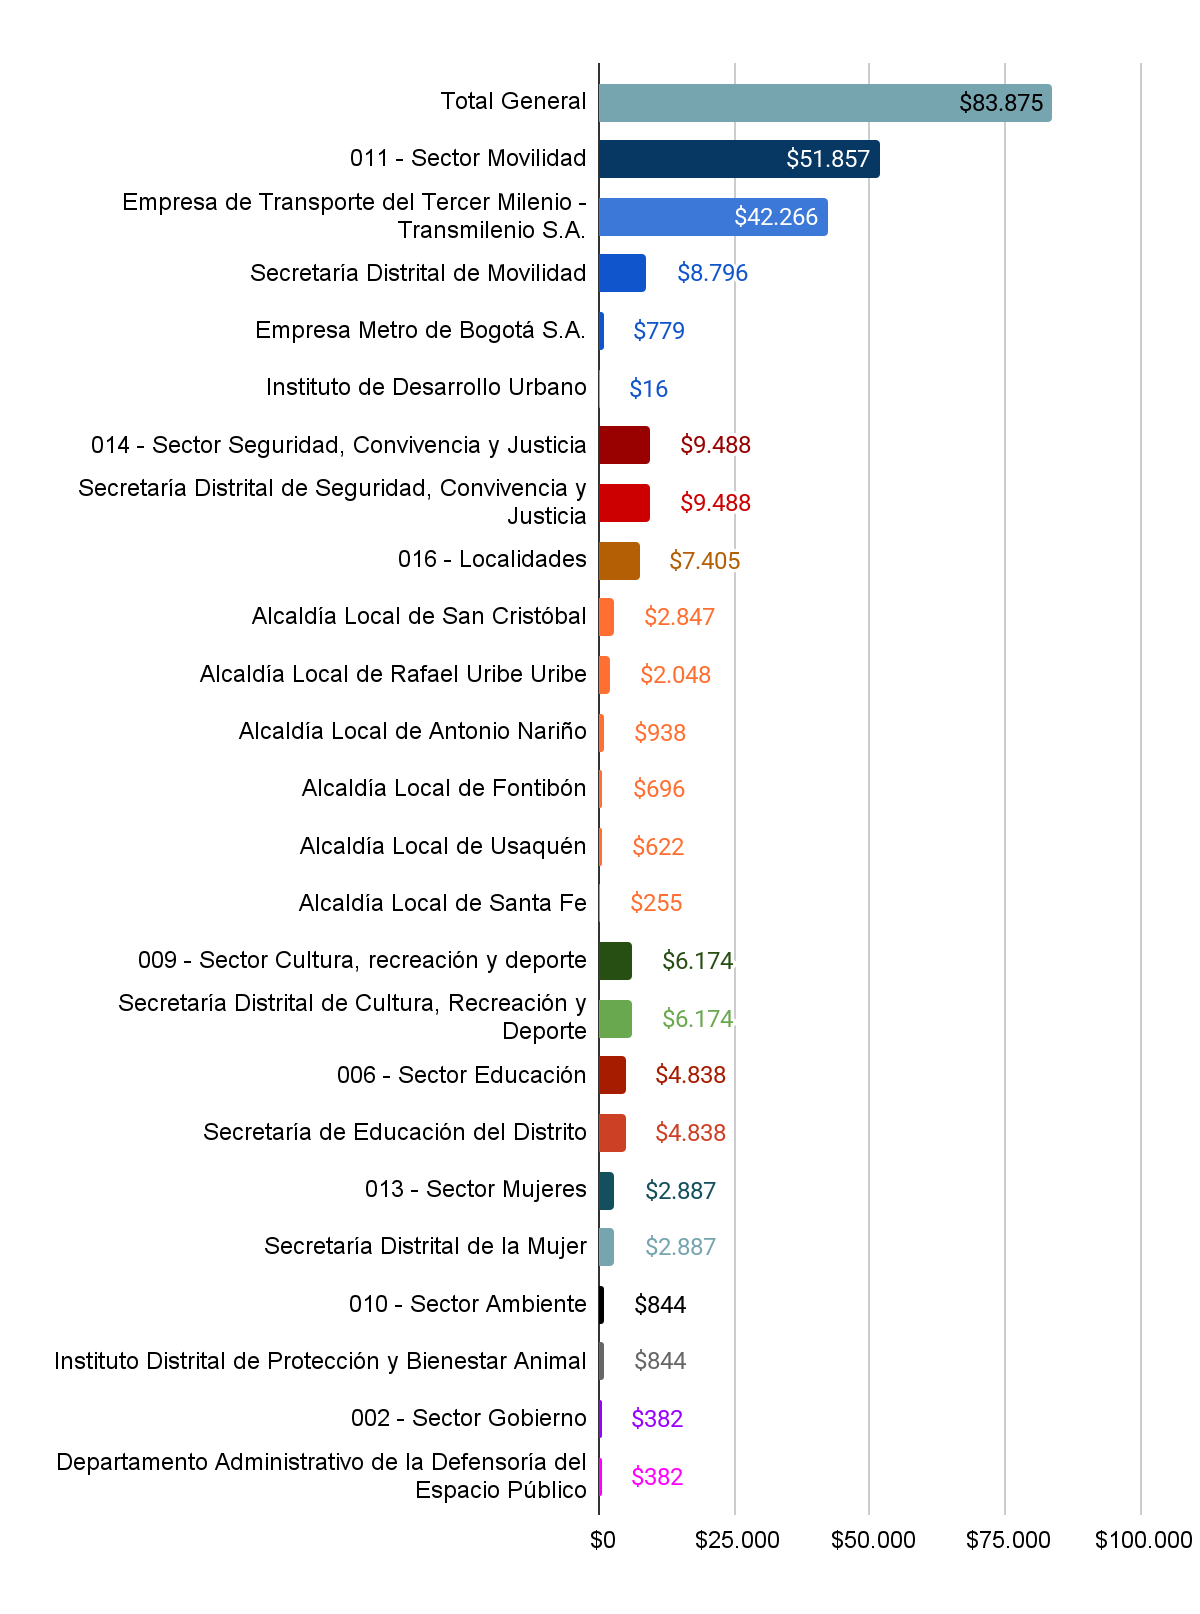 Total General
$83.875
011 - Sector Movilidad
$51.857
Empresa de Transporte del Tercer Milenio -
Transmilenio S.A.
$42.266
Secretaría Distrital de Movilidad
$8.796
Empresa Metro de Bogotá S.A.
$779
Instituto de Desarrollo Urbano
$16
014 - Sector Seguridad, Convivencia y Justicia
$9.488
Secretaría Distrital de Seguridad, Convivencia y
Justicia
$9.488
016 - Localidades
$7.405
Alcaldía Local de San Cristóbal
$2.847
Alcaldía Local de Rafael Uribe Uribe
$2.048
Alcaldía Local de Antonio Nariño
$938
Alcaldía Local de Fontibón
$696
Alcaldía Local de Usaquén
$622
Alcaldía Local de Santa Fe
$255
009 - Sector Cultura, recreación y deporte
$6.174
Secretaría Distrital de Cultura, Recreación y
Deporte
$6.174
006 - Sector Educación
$4.838
Secretaría de Educación del Distrito
$4.838
013 - Sector Mujeres
$2.887
Secretaría Distrital de la Mujer
$2.887
010 - Sector Ambiente
$844
Instituto Distrital de Protección y Bienestar Animal
$844
002 - Sector Gobierno
$382
Departamento Administrativo de la Defensoría del
Espacio Público
$382
$0 $25.000 $50.000 $75.000 $100.000